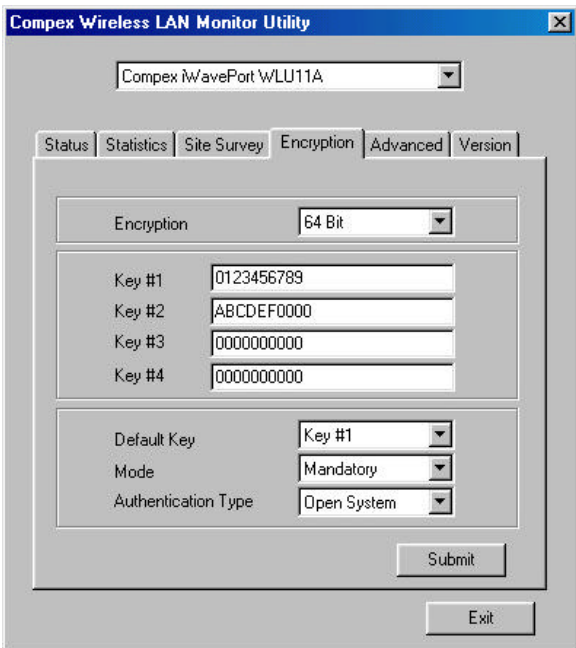 Compex Wireless LAN Monitor Utility
Compex iWavePort WLU11A
Status Statistics Site Survey Encryption Advanced Version
Encryption 64 Bit
Key #1 0123456789
Key #2 ABCDEF0000
Key #3 0000000000
Key #4 0000000000
Default Key Key #1
Mode Mandatory
Authentication Type Open System
Submit
Exit